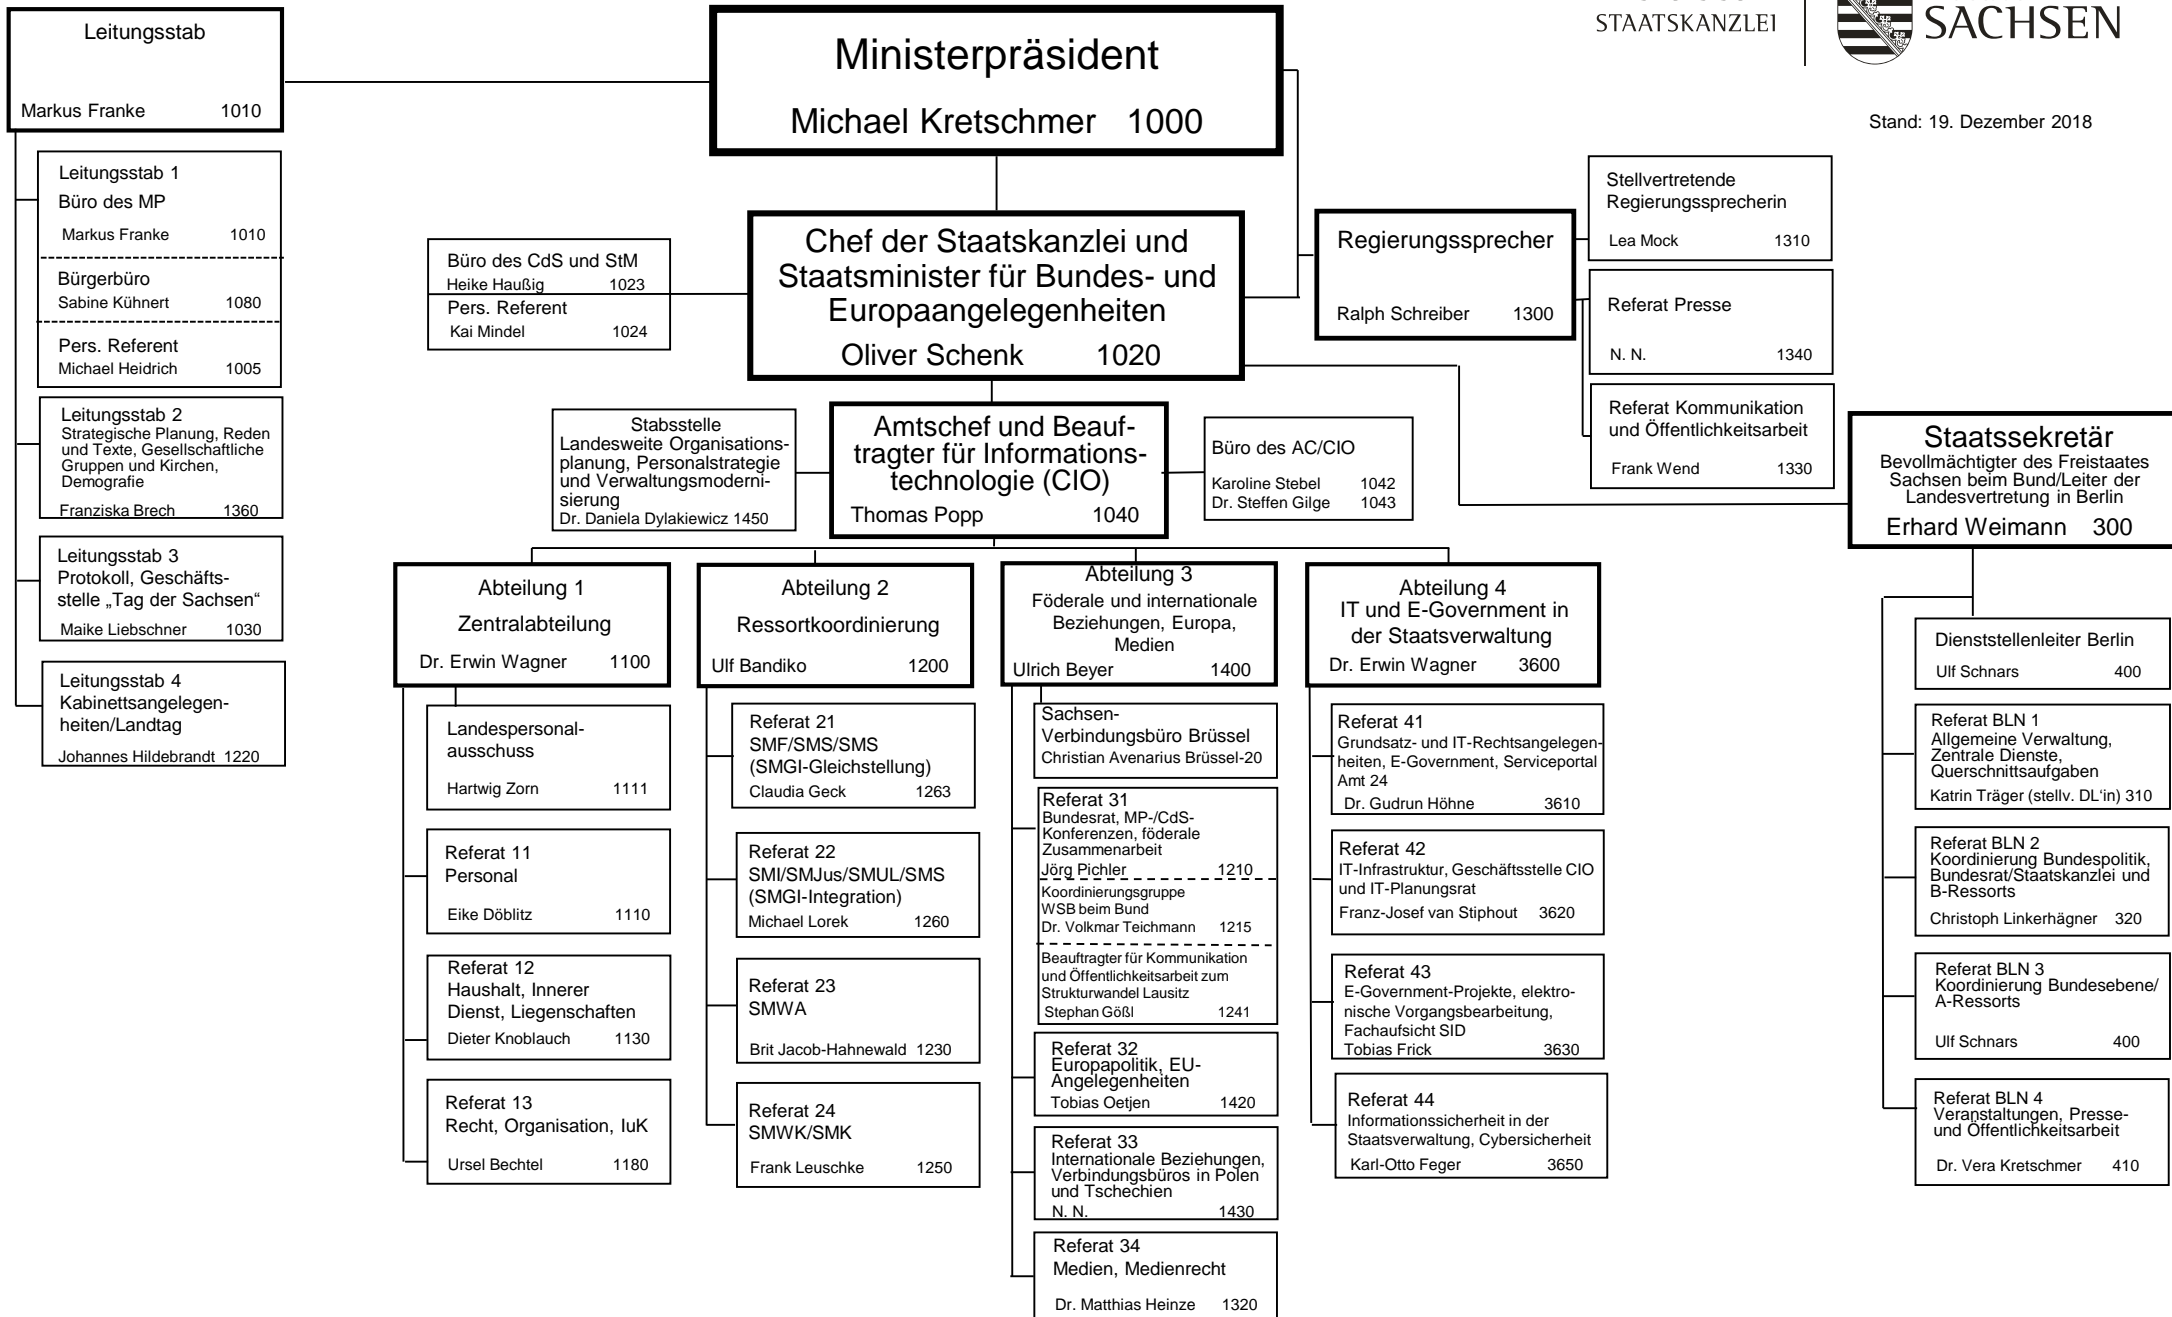 STAATSKANZLEI
SACHSEN
Stand: 19. Dezember 2018
Ministerpräsident
Michael Kretschmer 1000
Leitungsstab
Markus Franke 1010
Leitungsstab 1
Büro des MP
Markus Franke 1010
Bürgerbüro
Sabine Kühnert 1080
Pers. Referent
Michael Heidrich 1005
Leitungsstab 2
Strategische Planung, Reden
und Texte, Gesellschaftliche
Gruppen und Kirchen,
Demografie
Franziska Brech 1360
Leitungsstab 3
Protokoll, Geschäfts-
stelle „Tag der Sachsen“
Maike Liebschner 1030
Leitungsstab 4
Kabinettsangelegen-
heiten/Landtag
Johannes Hildebrandt 1220
Büro des CdS und StM
Heike Haußig 1023
Pers. Referent
Kai Mindel 1024
Chef der Staatskanzlei und
Staatsminister für Bundes- und
Europaangelegenheiten
Oliver Schenk 1020
Regierungssprecher
Ralph Schreiber 1300
Stellvertretende
Regierungssprecherin
Lea Mock 1310
Referat Presse
N. N. 1340
Referat Kommunikation
und Öffentlichkeitsarbeit
Frank Wend 1330
Stabsstelle
Landesweite Organisations-
planung, Personalstrategie
und Verwaltungsmoderni-
sierung
Dr. Daniela Dylakiewicz 1450
Amtschef und Beauf-
tragter für Informations-
technologie (CIO)
Thomas Popp 1040
Büro des AC/CIO
Karoline Stebel 1042
Dr. Steffen Gilge 1043
Staatssekretär
Bevollmächtigter des Freistaates
Sachsen beim Bund/Leiter der
Landesvertretung in Berlin
Erhard Weimann 300
Abteilung 1
Zentralabteilung
Dr. Erwin Wagner 1100
Landespersonal-
ausschuss
Hartwig Zorn 1111
Referat 11
Personal
Eike Döblitz 1110
Referat 12
Haushalt, Innerer
Dienst, Liegenschaften
Dieter Knoblauch 1130
Referat 13
Recht, Organisation, IuK
Ursel Bechtel 1180
Abteilung 2
Ressortkoordinierung
Ulf Bandiko 1200
Referat 21
SMF/SMS/SMS
(SMGI-Gleichstellung)
Claudia Geck 1263
Referat 22
SMI/SMJus/SMUL/SMS
(SMGI-Integration)
Michael Lorek 1260
Referat 23
SMWA
Brit Jacob-Hahnewald 1230
Referat 24
SMWK/SMK
Frank Leuschke 1250
Abteilung 3
Föderale und internationale
Beziehungen, Europa,
Medien
Ulrich Beyer 1400
Sachsen-
Verbindungsbüro Brüssel
Christian Avenarius Brüssel-20
Referat 31
Bundesrat, MP-/CdS-
Konferenzen, föderale
Zusammenarbeit
Jörg Pichler 1210
Koordinierungsgruppe
WSB beim Bund
Dr. Volkmar Teichmann 1215
Beauftragter für Kommunikation
und Öffentlichkeitsarbeit zum
Strukturwandel Lausitz
Stephan Gößl 1241
Referat 32
Europapolitik, EU-
Angelegenheiten
Tobias Oetjen 1420
Referat 33
Internationale Beziehungen,
Verbindungsbüros in Polen
und Tschechien
N. N. 1430
Referat 34
Medien, Medienrecht
Dr. Matthias Heinze 1320
Abteilung 4
IT und E-Government in
der Staatsverwaltung
Dr. Erwin Wagner 3600
Referat 41
Grundsatz- und IT-Rechtsangelegen-
heiten, E-Government, Serviceportal
Amt 24
Dr. Gudrun Höhne 3610
Referat 42
IT-Infrastruktur, Geschäftsstelle CIO
und IT-Planungsrat
Franz-Josef van Stiphout 3620
Referat 43
E-Government-Projekte, elektro-
nische Vorgangsbearbeitung,
Fachaufsicht SID
Tobias Frick 3630
Referat 44
Informationssicherheit in der
Staatsverwaltung, Cybersicherheit
Karl-Otto Feger 3650
Dienststellenleiter Berlin
Ulf Schnars 400
Referat BLN 1
Allgemeine Verwaltung,
Zentrale Dienste,
Querschnittsaufgaben
Katrin Träger (stellv. DL‘in) 310
Referat BLN 2
Koordinierung Bundespolitik,
Bundesrat/Staatskanzlei und
B-Ressorts
Christoph Linkerhägner 320
Referat BLN 3
Koordinierung Bundesebene/
A-Ressorts
Ulf Schnars 400
Referat BLN 4
Veranstaltungen, Presse-
und Öffentlichkeitsarbeit
Dr. Vera Kretschmer 410